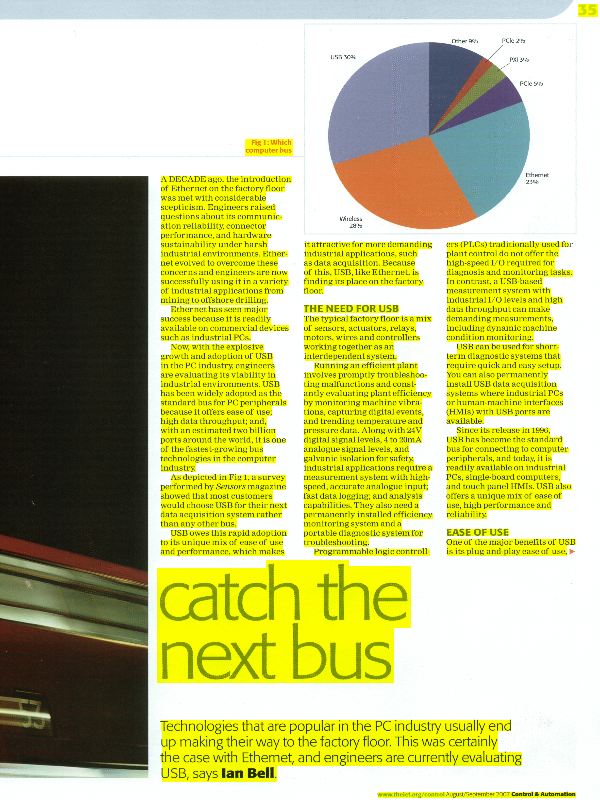 35
Other 9%
PCIe 2%
PXI 3%
PCIe 5%
USB 30%
Ethernet
23%
Wireless
28%
Fig 1: Which
computer bus
A DECADE ago, the introduction
of Ethernet on the factory floor
was met with considerable
scepticism. Engineers raised
questions about its communic-
ation reliability, connector
performance, and hardware
sustainability under harsh
industrial environments. Ether-
net evolved to overcome these
concerns and engineers are now
successfully using it in a variety
of industrial applications from
mining to offshore drilling.
Ethernet has seen major
success because it is readily
available on commercial devices
such as industrial PCs.
Now, with the explosive
growth and adoption of USB
in the PC industry, engineers
are evaluating its viability in
industrial environments. USB
has been widely adopted as the
standard bus for PC peripherals
because it offers ease of use;
high data throughput; and,
with an estimated two billion
ports around the world, it is one
of the fastest-growing bus
technologies in the computer
industry.
As depicted in Fig 1, a survey
performed by Sensors magazine
showed that most customers
would choose USB for their next
data acquisition system rather
than any other bus.
USB owes this rapid adoption
to its unique mix of ease of use
and performance, which makes
it attractive for more demanding
industrial applications, such
as data acquisition. Because
of this, USB, like Ethernet, is
finding its place on the factory
floor.
THE NEED FOR USB
The typical factory floor is a mix
of sensors, actuators, relays,
motors, wires and controllers
working together as an
interdependent system.
Running an efficient plant
involves promptly troubleshoo-
ting malfunctions and const-
antly evaluating plant efficiency
by monitoring machine vibra-
tions, capturing digital events,
and trending temperature and
pressure data. Along with 24V
digital signal levels, 4 to 20mA
analogue signal levels, and
galvanic isolation for safety,
industrial applications require a
measurement system with high-
speed, accurate analogue input;
fast data logging; and analysis
capabilities. They also need a
permanently installed efficiency
monitoring system and a
portable diagnostic system for
troubleshooting.
Programmable logic controll-
ers (PLCs) traditionally used for
plant control do not offer the
high-speed I/O required for
diagnosis and monitoring tasks.
In contrast, a USB-based
measurement system with
industrial I/O levels and high
data throughput can make
demanding measurements,
including dynamic machine
condition monitoring.
USB can be used for short-
term diagnostic systems that
require quick and easy setup.
You can also permanently
install USB data acquisition
systems where industrial PCs
or human-machine interfaces
(HMIs) with USB ports are
available.
Since its release in 1996,
USB has become the standard
bus for connecting to computer
peripherals, and today, it is
readily available on industrial
PCs, single-board computers,
and touch panel HMIs. USB also
offers a unique mix of ease of
use, high performance and
reliability.
EASE OF USE
One of the major benefits of USB
is its plug-and-play ease of use.
catch the
next bus
Technologies that are popular in the PC industry usually end
up making their way to the factory floor. This was certainly
the case with Ethernet, and engineers are currently evaluating
USB, says Ian Bell.
www.theiet.org/control August/September 2007 Control & Automation